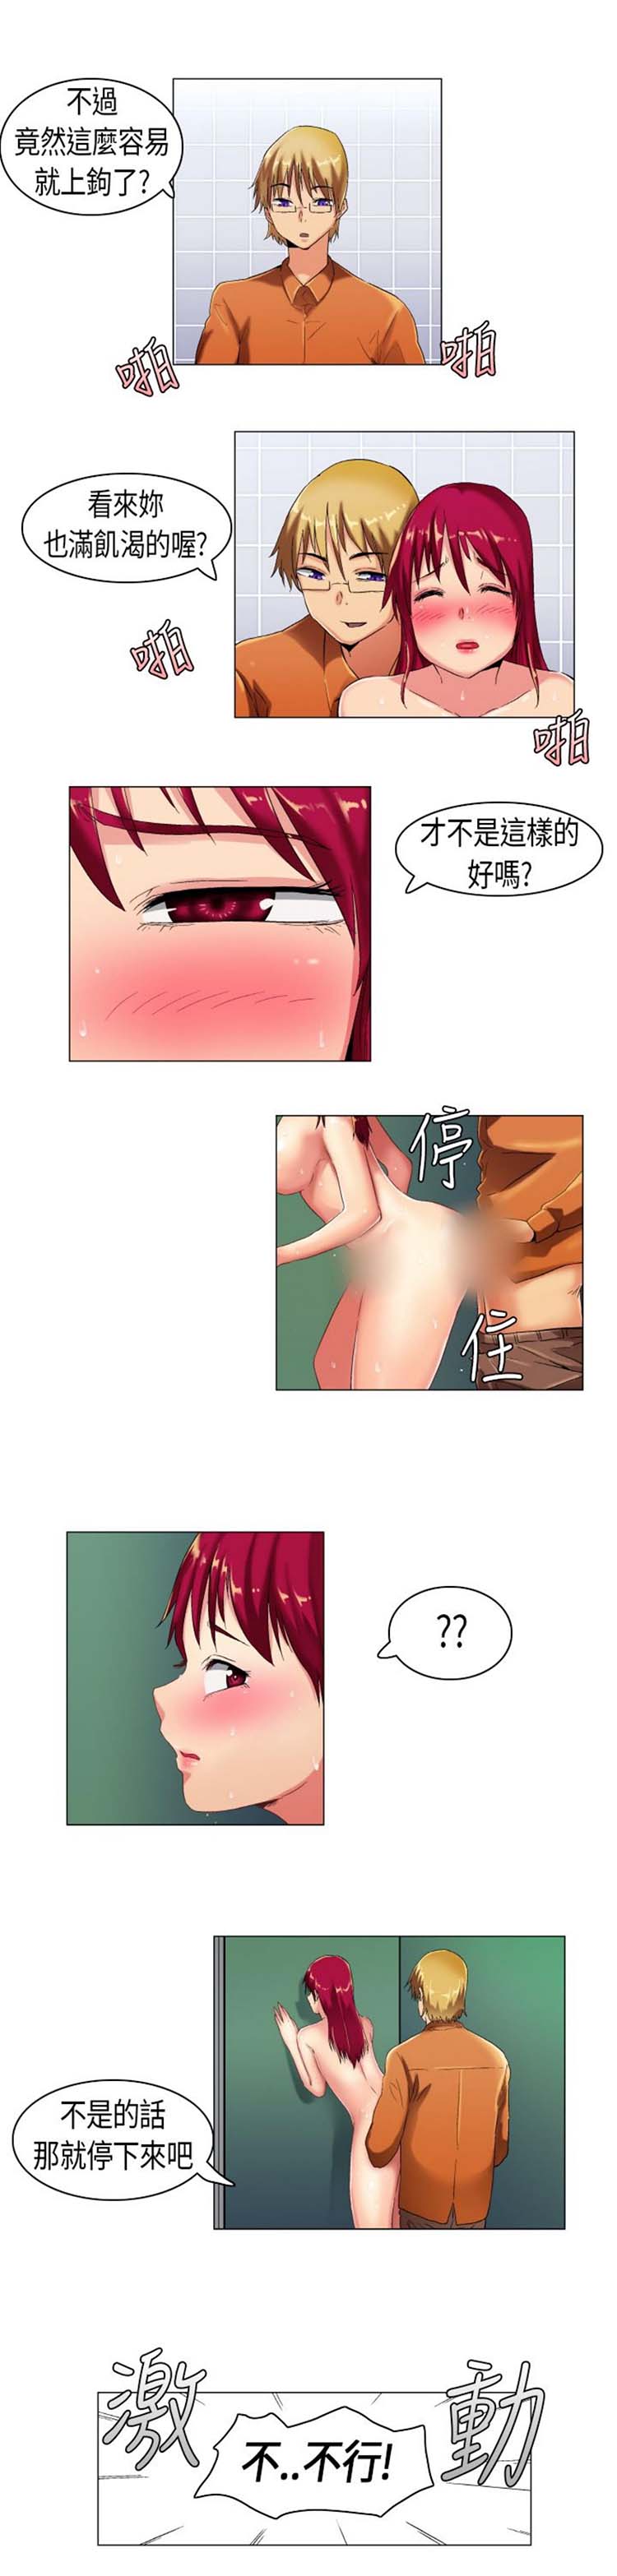 不過
竟然這麼容易
就上鉤了?
啪
啪
看來妳
也滿飢渴的喔?
啪
啪
才不是這樣的
好嗎?
停
住
??
不是的話
那就停下來吧
激 動
不..不行!